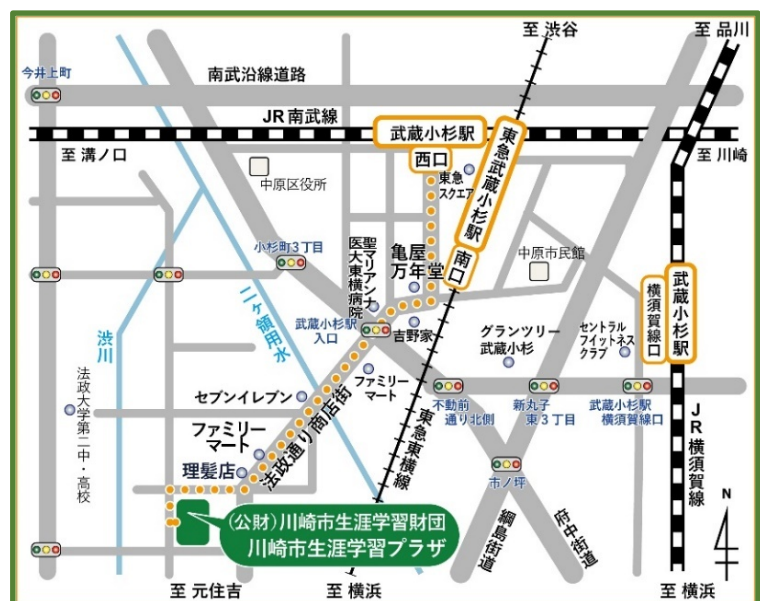 至 渋谷
至 品川
今井上町
南武沿線道路
JR南武線
武蔵小杉駅
西口
至 溝ノ口
至 川崎
東急武蔵小杉駅
南口
東急
スクエア
中原区役所
小杉町3丁目
聖マリアンナ
医大東横病院
亀屋
万年堂
中原市民館
武蔵小杉駅
横須賀線口
二ヶ領用水
渋川
武蔵小杉駅
入口
吉野家
グランツリー
武蔵小杉
セントラル
フィットネス
クラブ
ファミリー
マート
セブンイレブン
法政通り商店街
法政大学第二中・高校
不動前
通り北側
新丸子
東3丁目
武蔵小杉駅
横須賀線口
ファミリー
マート
理髪店
東急東横線
JR横須賀線
市ノ坪
綱島街道
府中街道
N
(公財)川崎市生涯学習財団
川崎市生涯学習プラザ
至 元住吉
至 横浜
至 横浜